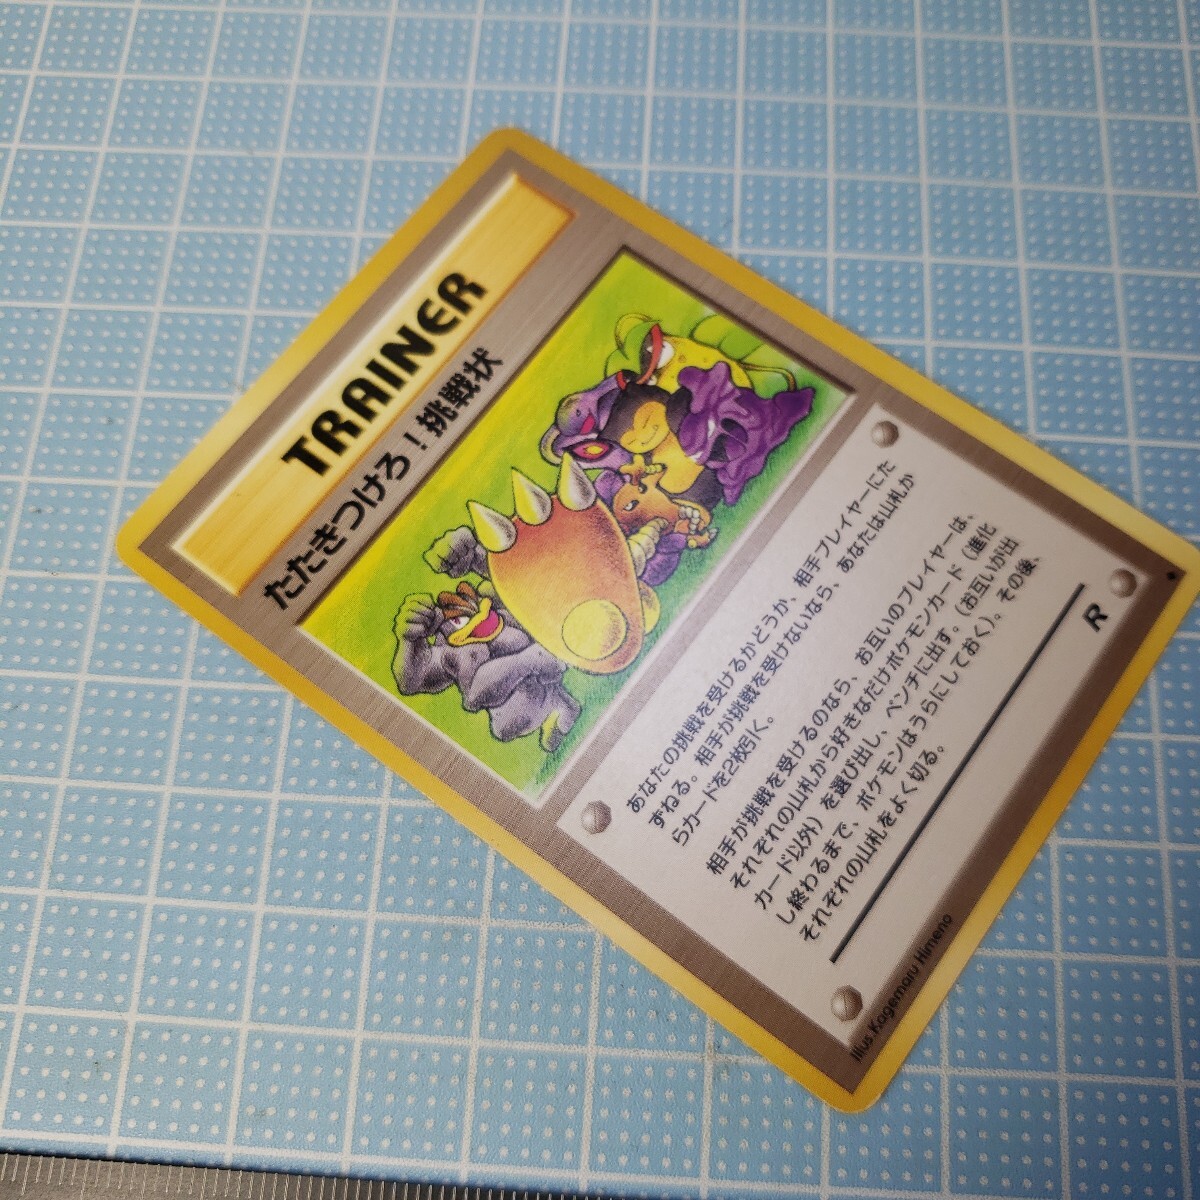 TRAINER
たたきつけろ！挑戦状
あなたの挑戦を受けるかどうか、相手プレイヤーにた
ずねる。相手が挑戦を受けないなら、あなたは山札か
らカードを2枚引く。
相手が挑戦を受けるのなら、お互いのプレイヤーは、
それぞれの山札から好きなだけポケモンカード（進化
カード以外）を選び出し、ベンチに出す。（お互いが出
し終わるまで、ポケモンはうらにしておく）。その後、
それぞれの山札をよく切る。
R
Illus.Kagemaru Himeno